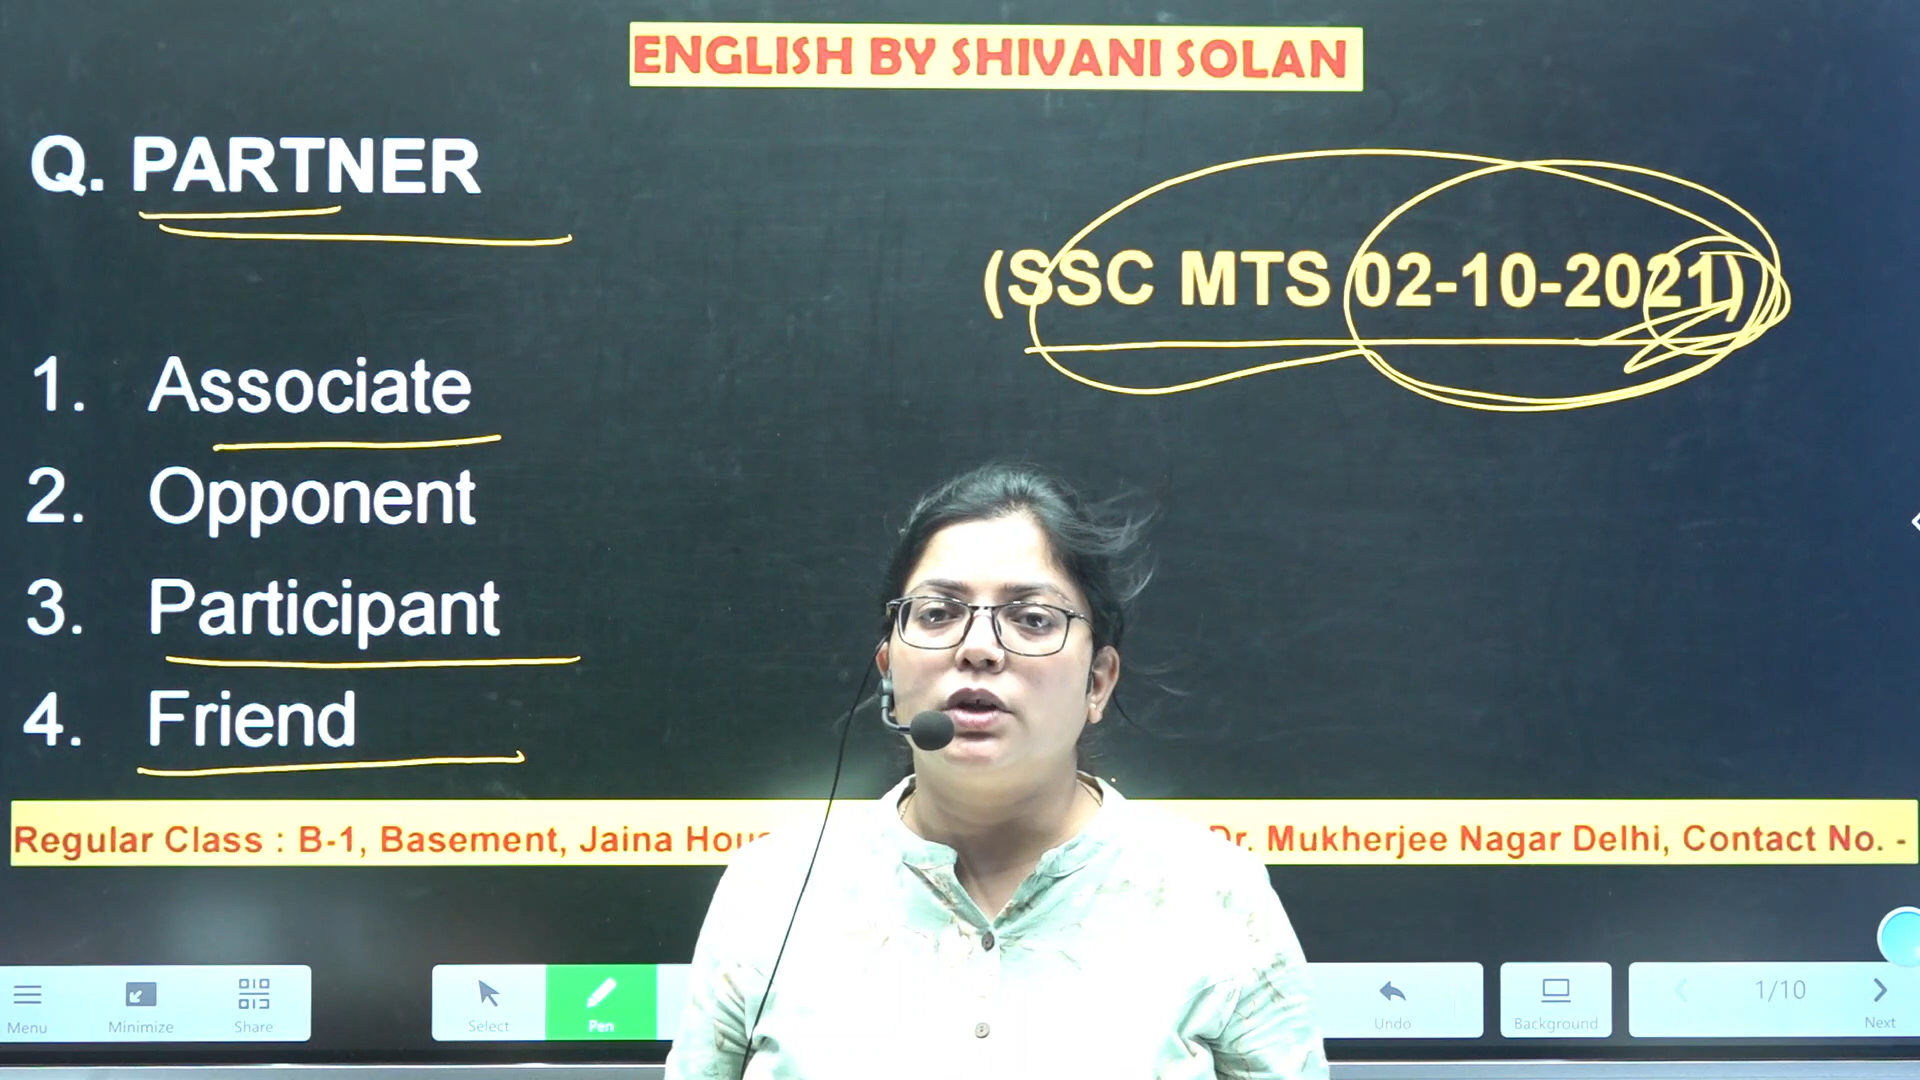 ENGLISH BY SHIVANI SOLAN
Q. PARTNER
(SSC MTS 02-10-2021)
1. Associate
2. Opponent
3. Participant
4. Friend
Regular Class : B-1, Basement, Jaina Dr. Mukherjee Nagar Delhi, Contact No. -
Menu Minimize Share Select Pen Undo Background 1/10 Next